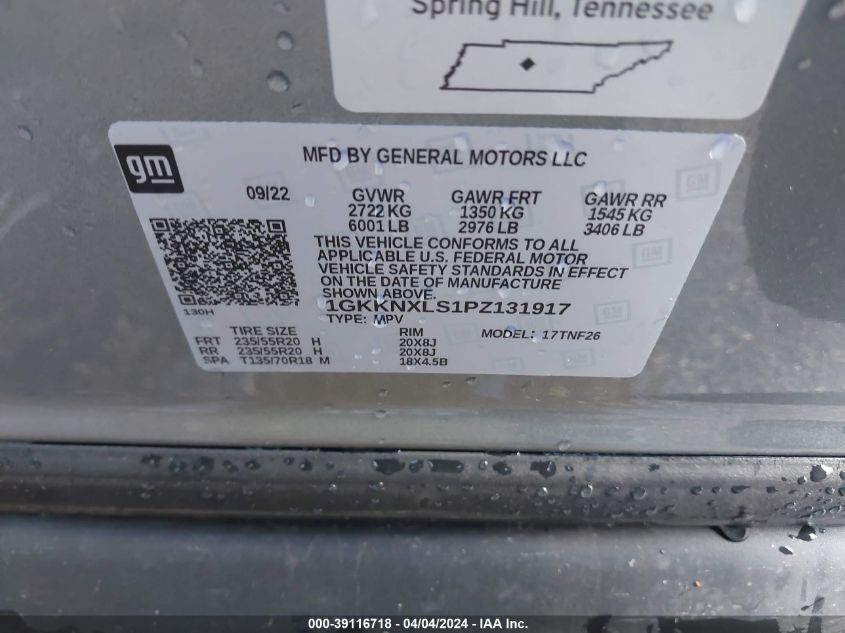 Spring Hill, Tennessee
gm
MFD BY GENERAL MOTORS LLC
09/22 GVWR GAWR FRT GAWR RR
2722 KG 1350 KG 1545 KG
6001 LB 2976 LB 3406 LB
THIS VEHICLE CONFORMS TO ALL
APPLICABLE U.S. FEDERAL MOTOR
VEHICLE SAFETY STANDARDS IN EFFECT
ON THE DATE OF MANUFACTURE
SHOWN ABOVE.
1GKKNXLS1PZ131917
130H
TYPE: MPV
TIRE SIZE RIM MODEL: 17TNF26
FRT 235/55R20 H 20X8J
RR 235/55R20 H 20X8J
SPA T135/70R18 M 18X4.5B
000-39116718 - 04/04/2024 - IAA Inc.